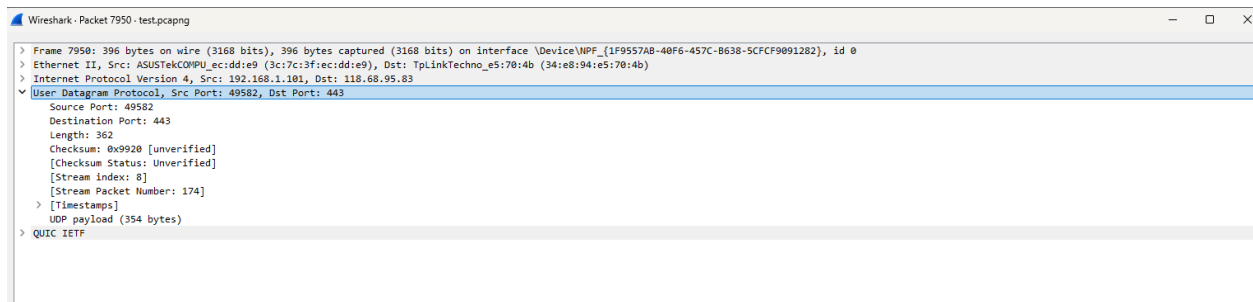 Wireshark · Packet 7950 · test.pcapng
Frame 7950: 396 bytes on wire (3168 bits), 396 bytes captured (3168 bits) on interface \Device\NPF_{1F9557AB-40F6-457C-B638-5CFCF9091282}, id 0
Ethernet II, Src: ASUSTekCOMPU_ec:dd:e9 (3c:7c:3f:ec:dd:e9), Dst: TpLinkTechno_e5:70:4b (34:e8:94:e5:70:4b)
Internet Protocol Version 4, Src: 192.168.1.101, Dst: 118.68.95.83
User Datagram Protocol, Src Port: 49582, Dst Port: 443
Source Port: 49582
Destination Port: 443
Length: 362
Checksum: 0x9920 [unverified]
[Checksum Status: Unverified]
[Stream index: 8]
[Stream Packet Number: 174]
[Timestamps]
UDP payload (354 bytes)
QUIC IETF